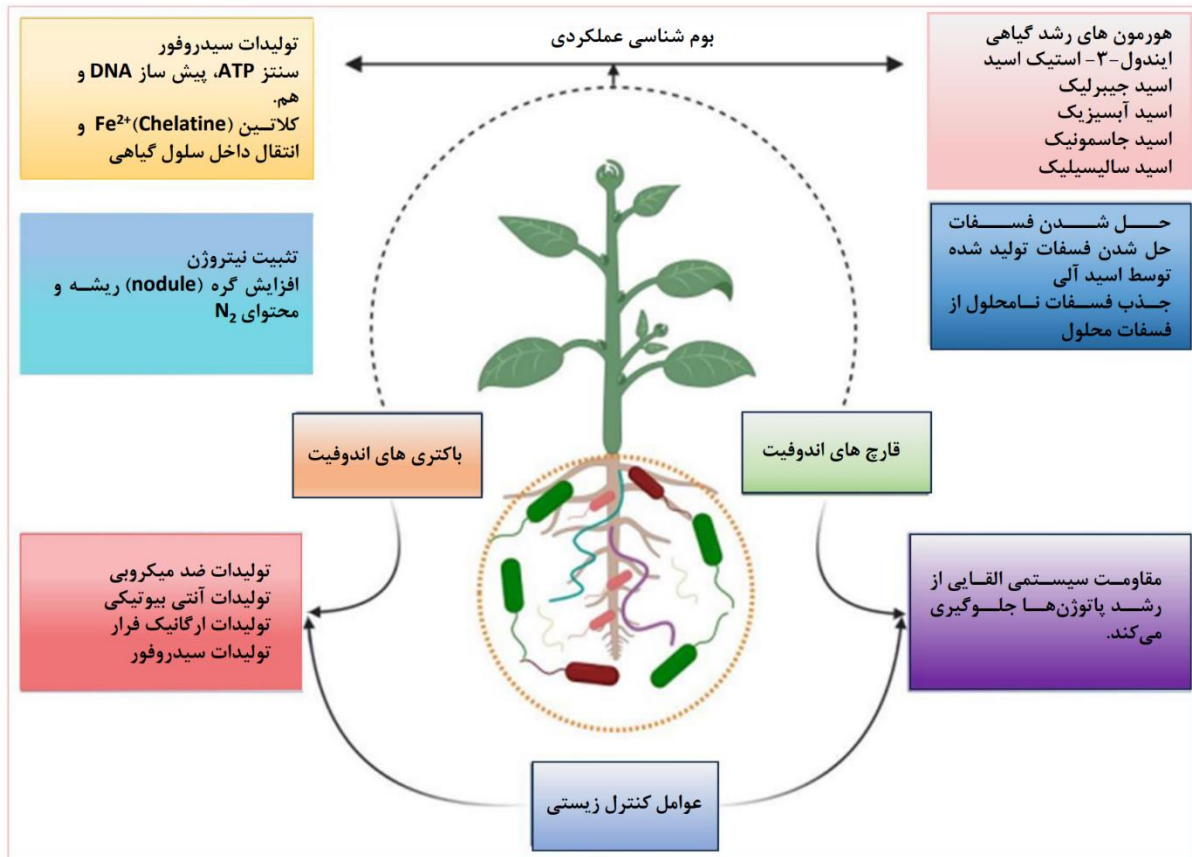 بوم شناسی عملکردی
هورمون های رشد گیاهی
ایندول-۳- استیک اسید
اسید جیبرلیک
اسید آبسیزیک
اسید جاسمونیک
اسید سالیسیلیک
تولیدات سیدروفور
سنتز ATP، پیش ساز DNA و
هم.
کلاتین (Chelatine) Fe²⁺ و
انتقال داخل سلول گیاهی
حل شدن فسفات
حل شدن فسفات تولید شده
توسط اسید آلی
جذب فسفات نامحلول از
فسفات محلول
تثبیت نیتروژن
افزایش گره (nodule) ریشه و
محتوای N₂
قارچ های اندوفیت
باکتری های اندوفیت
مقاومت سیستمی القایی از
رشد پاتوژن‌ها جلوگیری
می‌کند.
تولیدات ضد میکروبی
تولیدات آنتی بیوتیکی
تولیدات ارگانیک فرار
تولیدات سیدروفور
عوامل کنترل زیستی